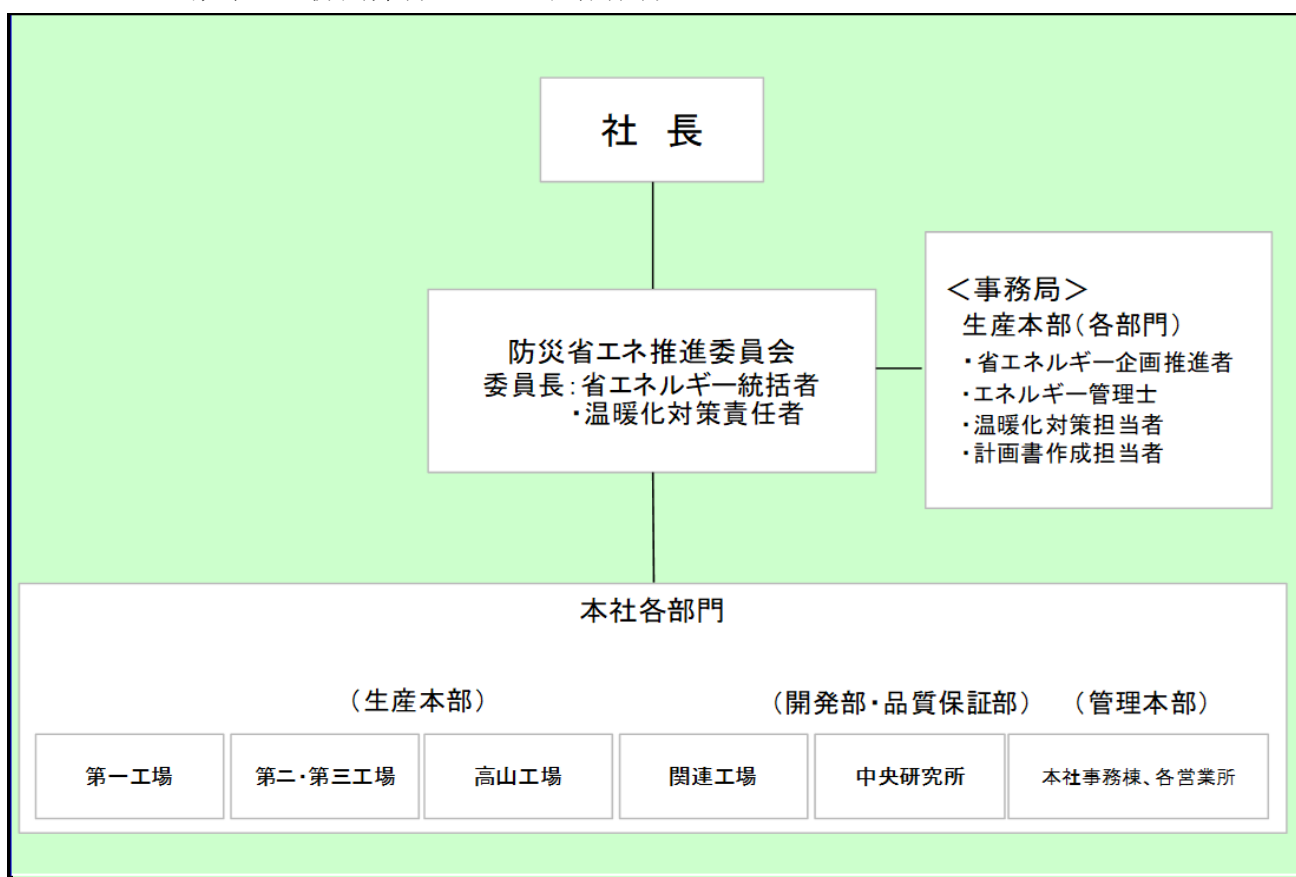 社 長
防災省エネ推進委員会
委員長：省エネルギー統括者
・温暖化対策責任者
＜事務局＞
生産本部（各部門）
・省エネルギー企画推進者
・エネルギー管理士
・温暖化対策担当者
・計画書作成担当者
本社各部門
（生産本部） （開発部・品質保証部） （管理本部）
第一工場 第二・第三工場 高山工場 関連工場 中央研究所 本社事務棟、各営業所